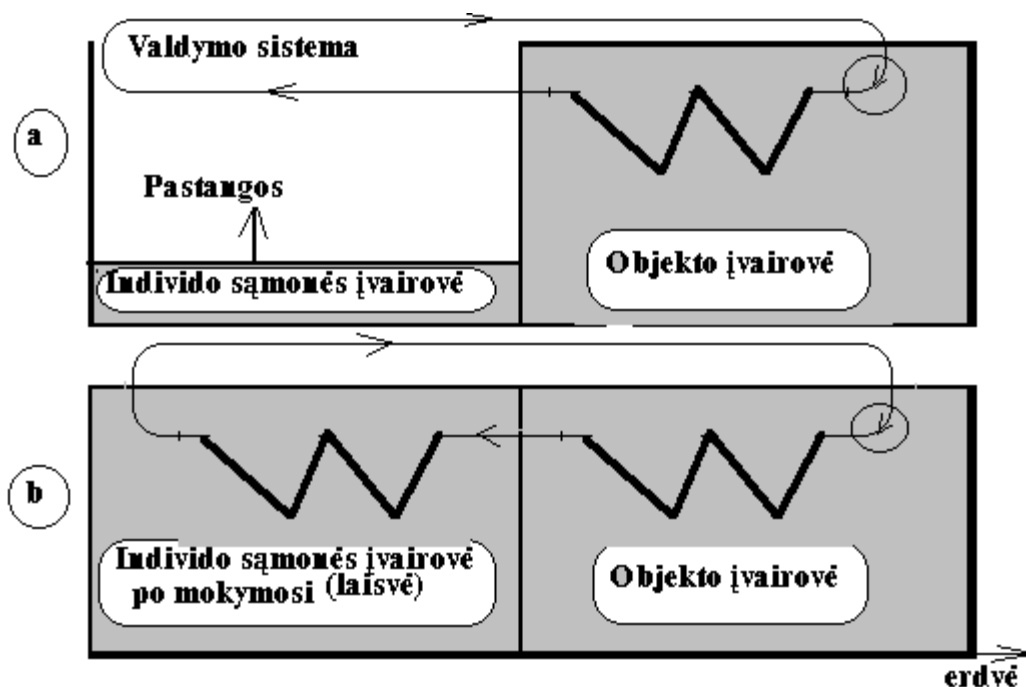 Valdymo sistema
a
Pastangos
Individo sąmonės įvairovė
Objekto įvairovė
b
Individo sąmonės įvairovė
po mokymosi (laisvė)
Objekto įvairovė
erdvė